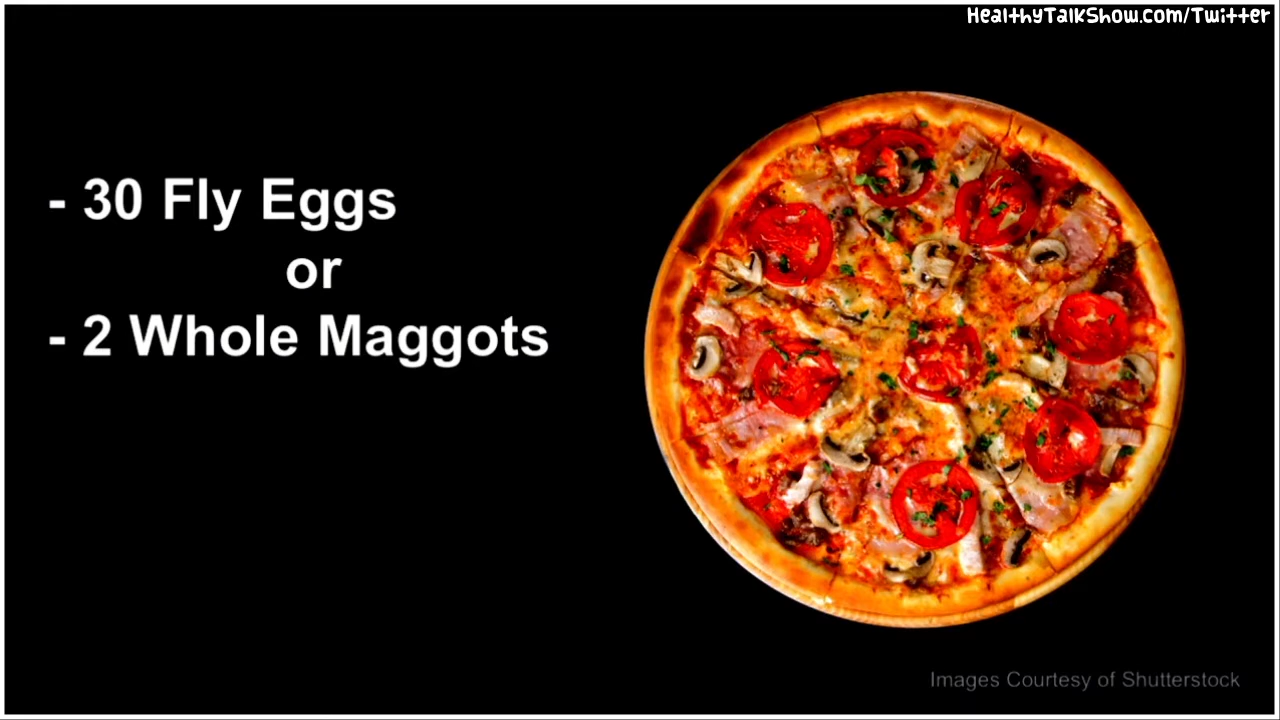 HealthyTalkShow.com/Twitter
- 30 Fly Eggs
or
- 2 Whole Maggots
Images Courtesy of Shutterstock